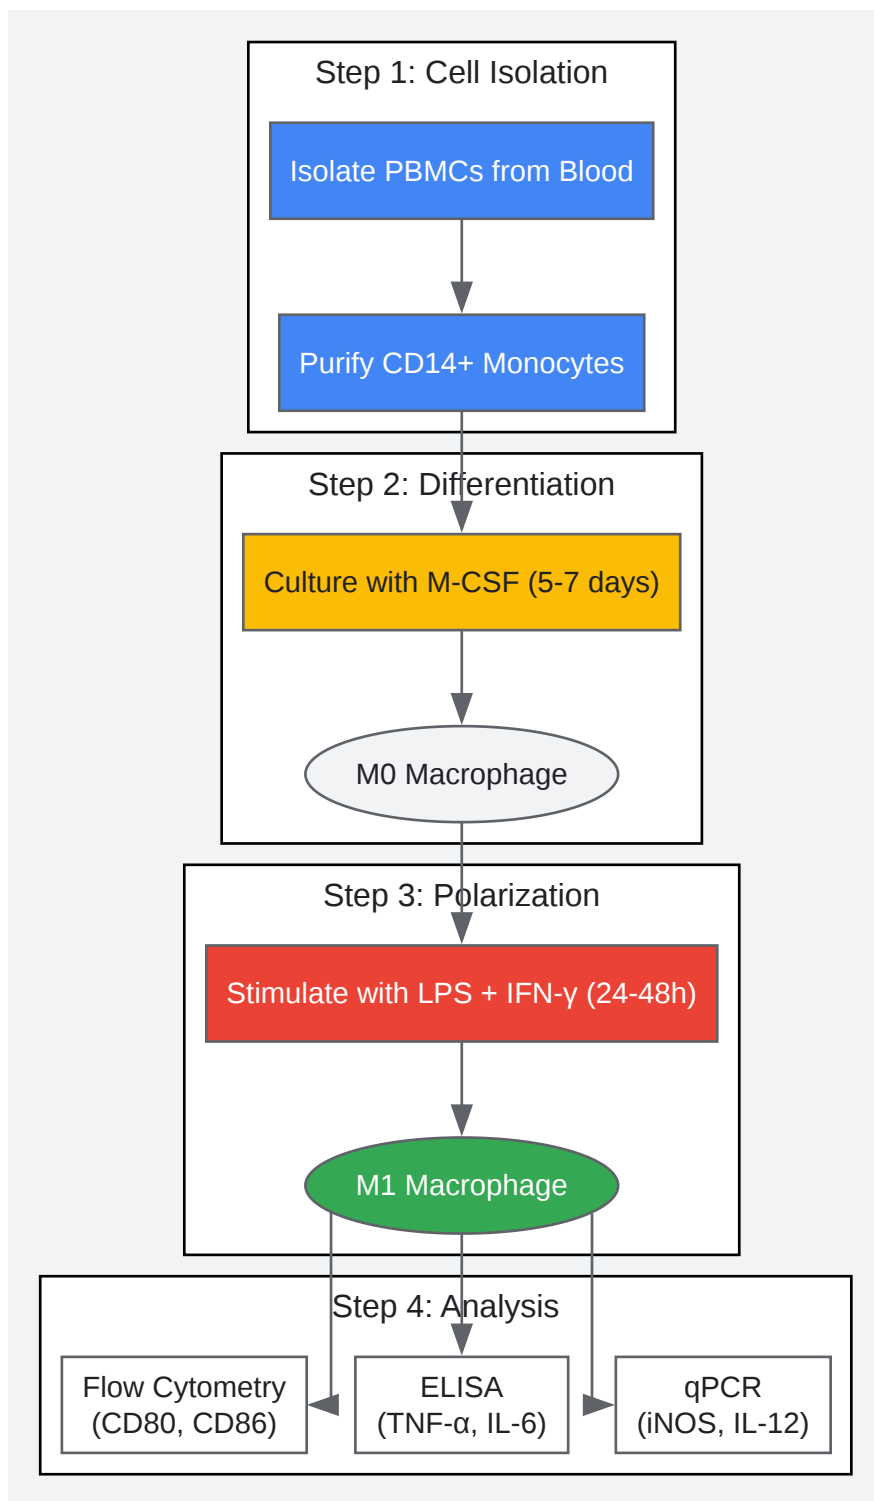 Step 1: Cell Isolation
Isolate PBMCs from Blood
Purify CD14+ Monocytes
Step 2: Differentiation
Culture with M-CSF (5-7 days)
M0 Macrophage
Step 3: Polarization
Stimulate with LPS + IFN-γ (24-48h)
M1 Macrophage
Step 4: Analysis
Flow Cytometry
(CD80, CD86)
ELISA
(TNF-α, IL-6)
qPCR
(iNOS, IL-12)